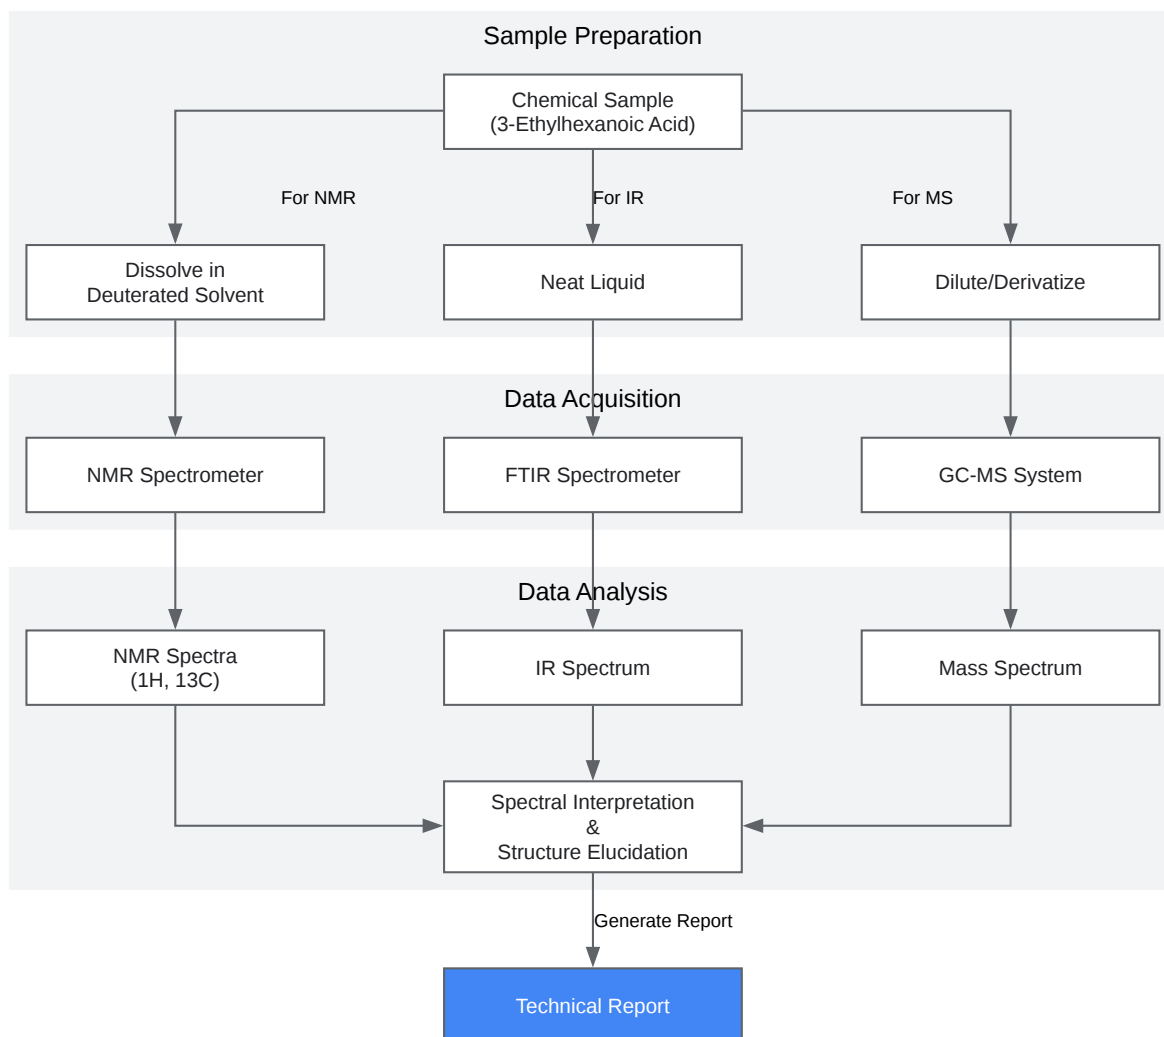 Sample Preparation
Chemical Sample
(3-Ethylhexanoic Acid)
For NMR
For IR
For MS
Dissolve in
Deuterated Solvent
Neat Liquid
Dilute/Derivatize
Data Acquisition
NMR Spectrometer
FTIR Spectrometer
GC-MS System
Data Analysis
NMR Spectra
(1H, 13C)
IR Spectrum
Mass Spectrum
Spectral Interpretation
&
Structure Elucidation
Generate Report
Technical Report